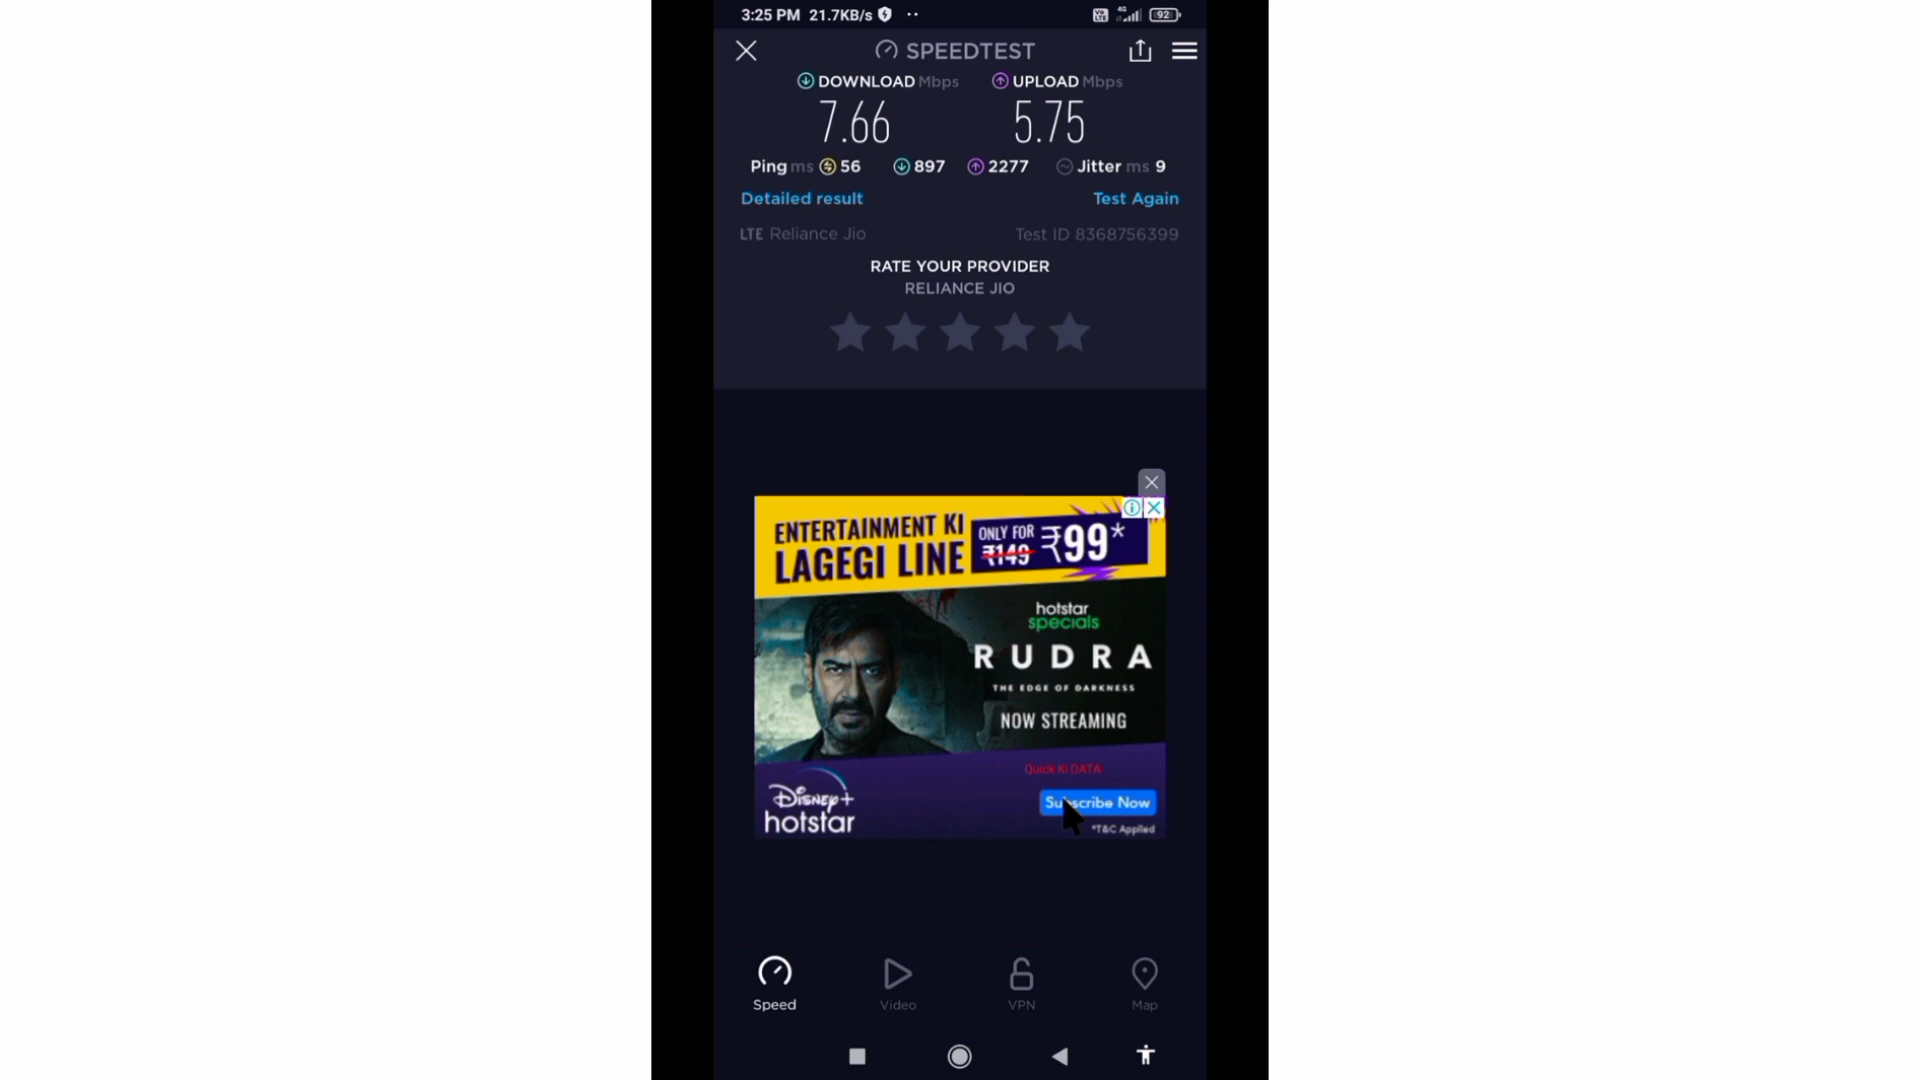 3:25 PM 21.7KB/s
Vo LTE 4G 92
SPEEDTEST
DOWNLOAD Mbps UPLOAD Mbps
7.66 5.75
Ping ms 56 897 2277 Jitter ms 9
Detailed result Test Again
LTE Reliance Jio Test ID 8368756399
RATE YOUR PROVIDER
RELIANCE JIO
ENTERTAINMENT KI
LAGEGI LINE
ONLY FOR
₹149 ₹99*
hotstar
specials
RUDRA
THE EDGE OF DARKNESS
NOW STREAMING
Quick Ki DATA
Disney+
hotstar
Subscribe Now
*T&C Applied
Speed Video VPN Map